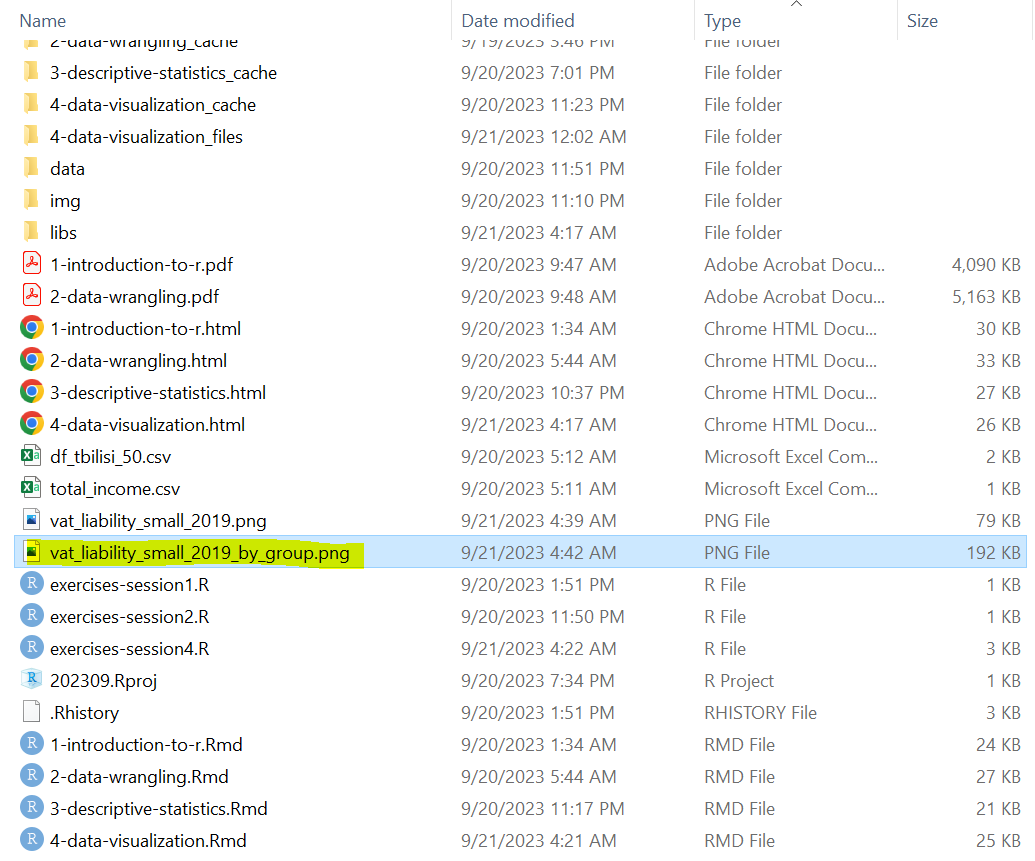 Name Date modified Type Size
2-data-wrangling_cache 9/19/2023 3:46 PM File folder
3-descriptive-statistics_cache 9/20/2023 7:01 PM File folder
4-data-visualization_cache 9/20/2023 11:23 PM File folder
4-data-visualization_files 9/21/2023 12:02 AM File folder
data 9/20/2023 11:51 PM File folder
img 9/20/2023 11:10 PM File folder
libs 9/21/2023 4:17 AM File folder
1-introduction-to-r.pdf 9/20/2023 9:47 AM Adobe Acrobat Docu... 4,090 KB
2-data-wrangling.pdf 9/20/2023 9:48 AM Adobe Acrobat Docu... 5,163 KB
1-introduction-to-r.html 9/20/2023 1:34 AM Chrome HTML Docu... 30 KB
2-data-wrangling.html 9/20/2023 5:44 AM Chrome HTML Docu... 33 KB
3-descriptive-statistics.html 9/20/2023 10:37 PM Chrome HTML Docu... 27 KB
4-data-visualization.html 9/21/2023 4:17 AM Chrome HTML Docu... 26 KB
df_tbilisi_50.csv 9/20/2023 5:12 AM Microsoft Excel Com... 2 KB
total_income.csv 9/20/2023 5:11 AM Microsoft Excel Com... 1 KB
vat_liability_small_2019.png 9/21/2023 4:39 AM PNG File 79 KB
vat_liability_small_2019_by_group.png 9/21/2023 4:42 AM PNG File 192 KB
exercises-session1.R 9/20/2023 1:51 PM R File 1 KB
exercises-session2.R 9/20/2023 11:50 PM R File 1 KB
exercises-session4.R 9/21/2023 4:22 AM R File 3 KB
202309.Rproj 9/20/2023 7:34 PM R Project 1 KB
.Rhistory 9/20/2023 1:51 PM RHISTORY File 3 KB
1-introduction-to-r.Rmd 9/20/2023 1:34 AM RMD File 24 KB
2-data-wrangling.Rmd 9/20/2023 5:44 AM RMD File 27 KB
3-descriptive-statistics.Rmd 9/20/2023 11:17 PM RMD File 21 KB
4-data-visualization.Rmd 9/21/2023 4:21 AM RMD File 25 KB